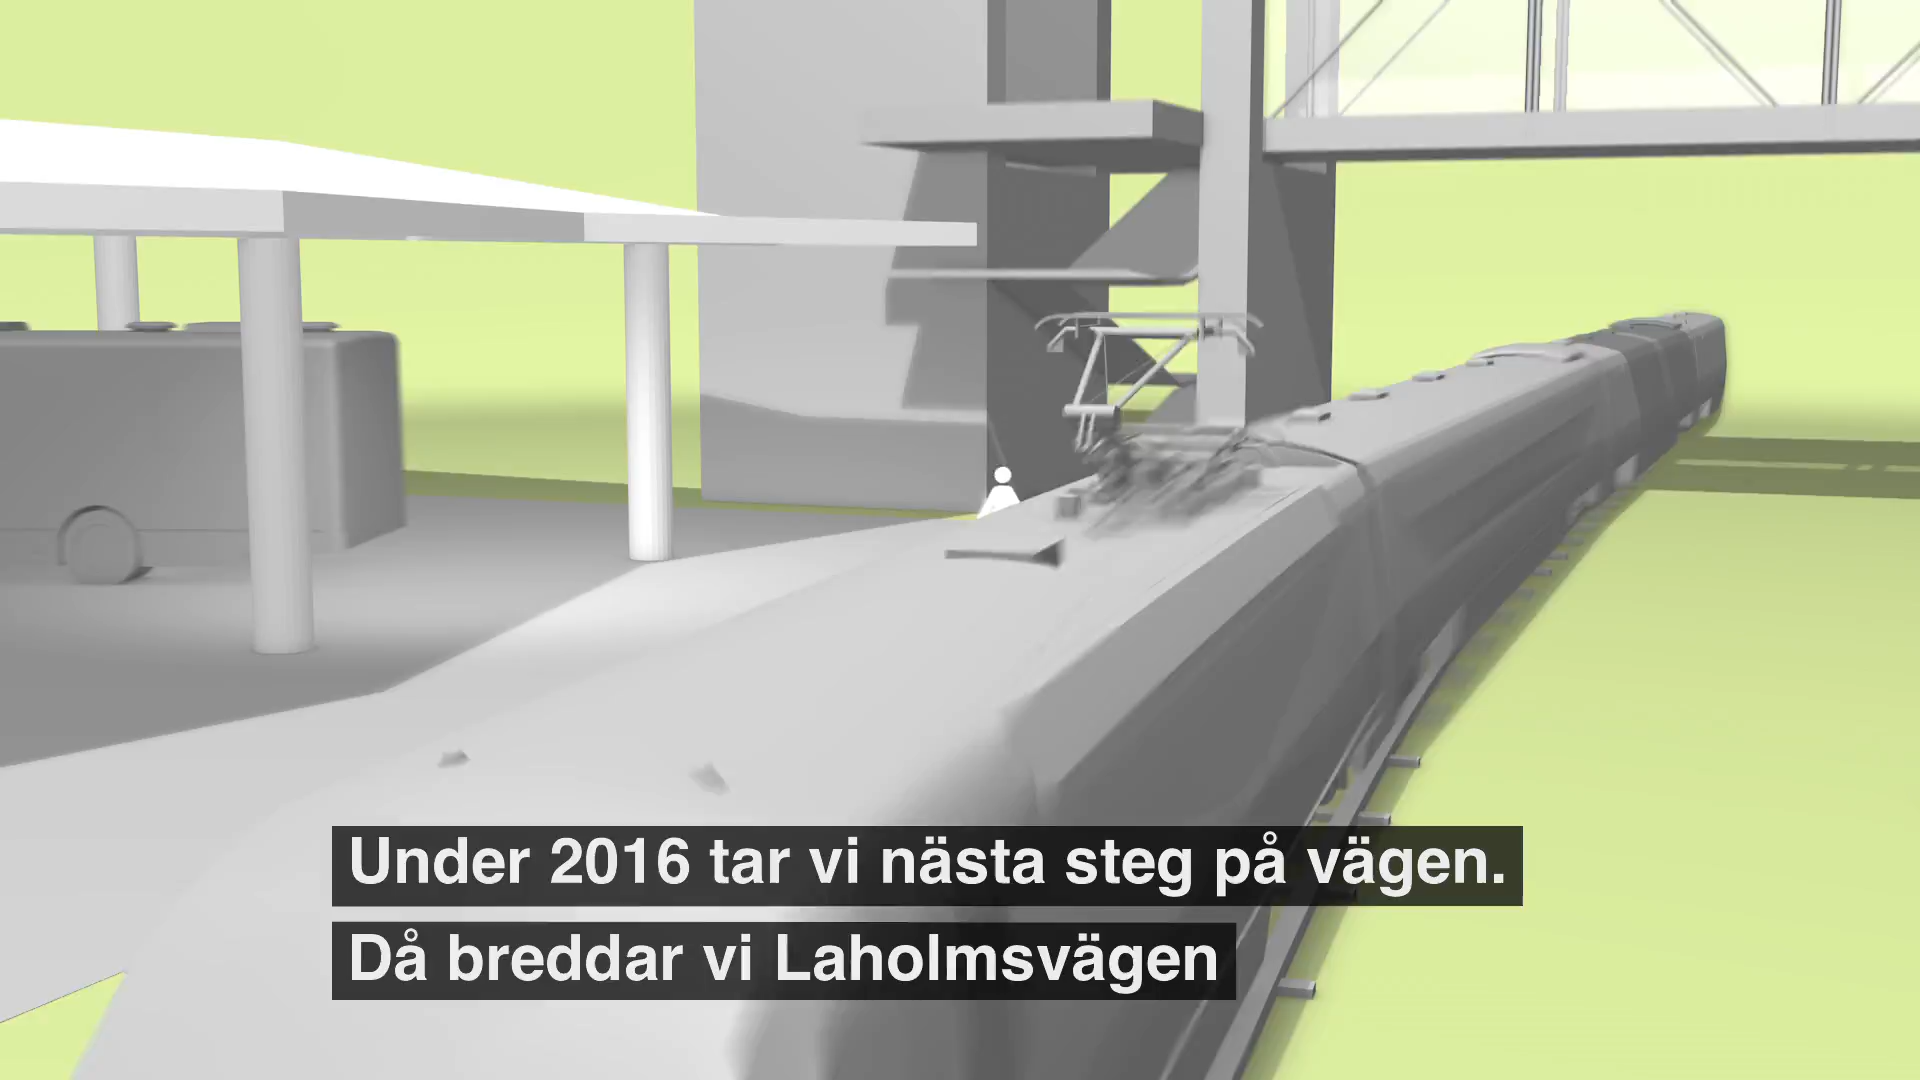 Under 2016 tar vi nästa steg på vägen.
Då breddar vi Laholmsvägen